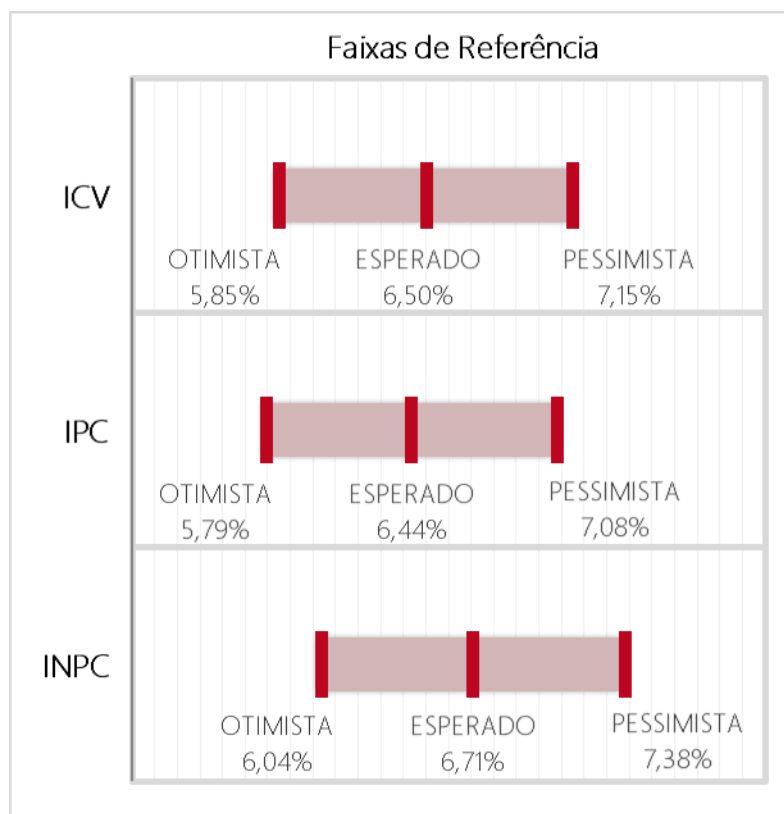 Faixas de Referência
ICV
OTIMISTA ESPERADO PESSIMISTA
5,85% 6,50% 7,15%
IPC
OTIMISTA ESPERADO PESSIMISTA
5,79% 6,44% 7,08%
INPC
OTIMISTA ESPERADO PESSIMISTA
6,04% 6,71% 7,38%